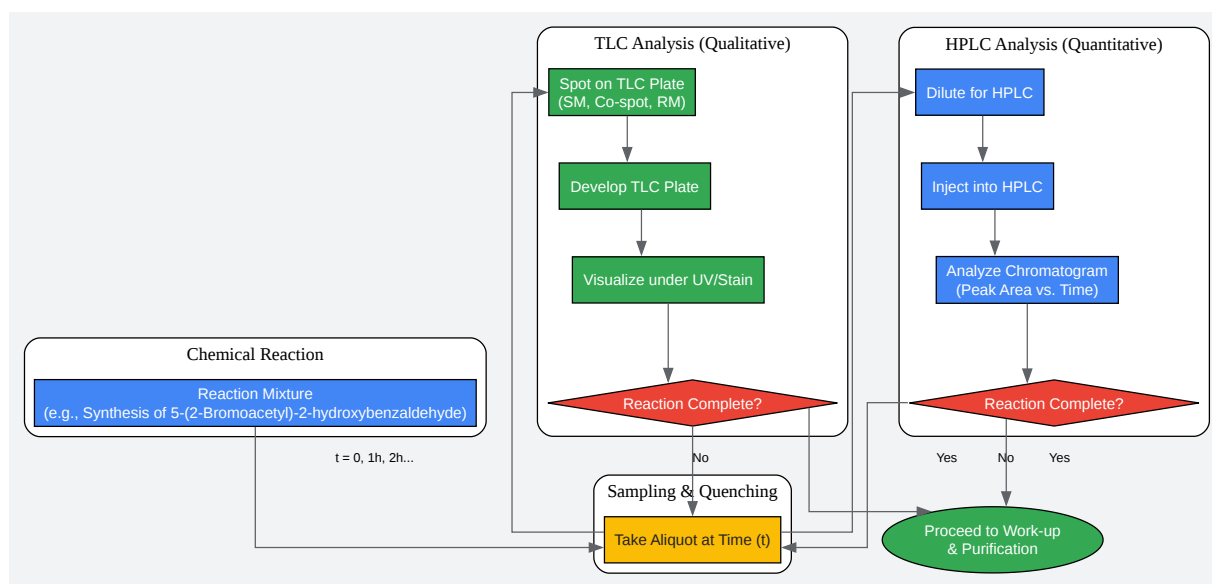 TLC Analysis (Qualitative)
Spot on TLC Plate
(SM, Co-spot, RM)
Develop TLC Plate
Visualize under UV/Stain
Reaction Complete?
HPLC Analysis (Quantitative)
Dilute for HPLC
Inject into HPLC
Analyze Chromatogram
(Peak Area vs. Time)
Reaction Complete?
Chemical Reaction
Reaction Mixture
(e.g., Synthesis of 5-(2-Bromoacetyl)-2-hydroxybenzaldehyde)
t = 0, 1h, 2h...
No
Yes
No
Yes
Sampling & Quenching
Take Aliquot at Time (t)
Proceed to Work-up
& Purification